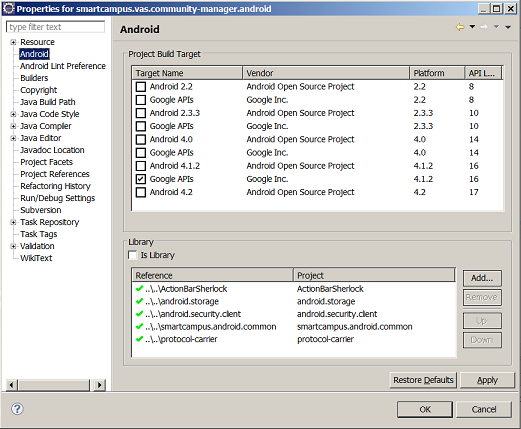 Properties for smartcampus.vas.community-manager.android
type filter text
Resource
Android
Android Lint Preference
Builders
Copyright
Java Build Path
Java Code Style
Java Compiler
Java Editor
Javadoc Location
Project Facets
Project References
Refactoring History
Run/Debug Settings
Subversion
Task Repository
Task Tags
Validation
WikiText
Android
Project Build Target
Target Name Vendor Platform API L...
Android 2.2 Android Open Source Project 2.2 8
Google APIs Google Inc. 2.2 8
Android 2.3.3 Android Open Source Project 2.3.3 10
Google APIs Google Inc. 2.3.3 10
Android 4.0 Android Open Source Project 4.0 14
Google APIs Google Inc. 4.0 14
Android 4.1.2 Android Open Source Project 4.1.2 16
Google APIs Google Inc. 4.1.2 16
Android 4.2 Android Open Source Project 4.2 17
Library
Is Library
Reference Project
..\..\ActionBarSherlock ActionBarSherlock
..\..\android.storage android.storage
..\..\android.security.client android.security.client
..\..\smartcampus.android.common smartcampus.android.common
..\..\protocol-carrier protocol-carrier
Add...
Remove
Up
Down
Restore Defaults Apply
? OK Cancel